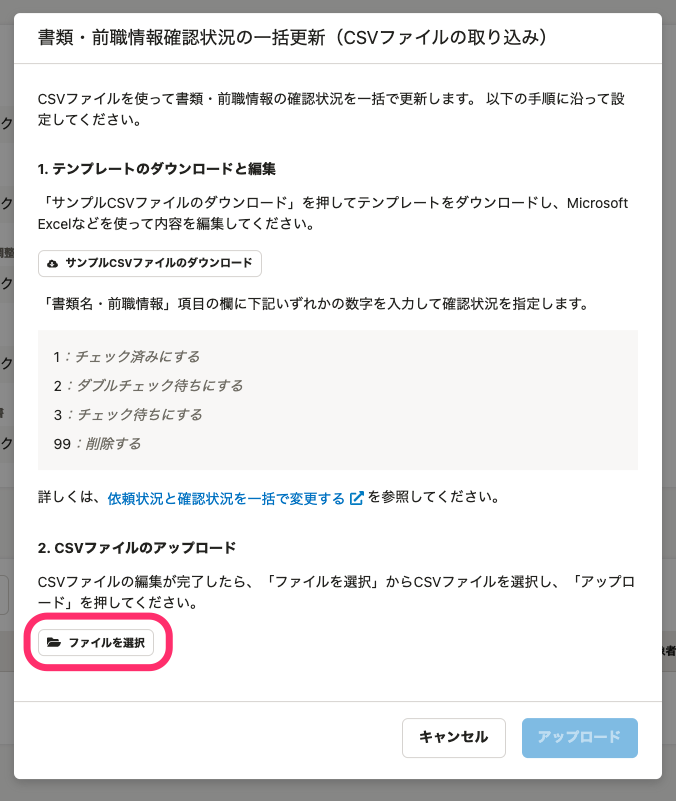 書類・前職情報確認状況の一括更新（CSVファイルの取り込み）
CSVファイルを使って書類・前職情報の確認状況を一括で更新します。 以下の手順に沿って設
定してください。
1. テンプレートのダウンロードと編集
「サンプルCSVファイルのダウンロード」を押してテンプレートをダウンロードし、Microsoft
Excelなどを使って内容を編集してください。
サンプルCSVファイルのダウンロード
「書類名・前職情報」項目の欄に下記いずれかの数字を入力して確認状況を指定します。
1：チェック済みにする
2：ダブルチェック待ちにする
3：チェック待ちにする
99：削除する
詳しくは、依頼状況と確認状況を一括で変更する を参照してください。
2. CSVファイルのアップロード
CSVファイルの編集が完了したら、「ファイルを選択」からCSVファイルを選択し、「アップロ
ード」を押してください。
ファイルを選択
キャンセル
アップロード